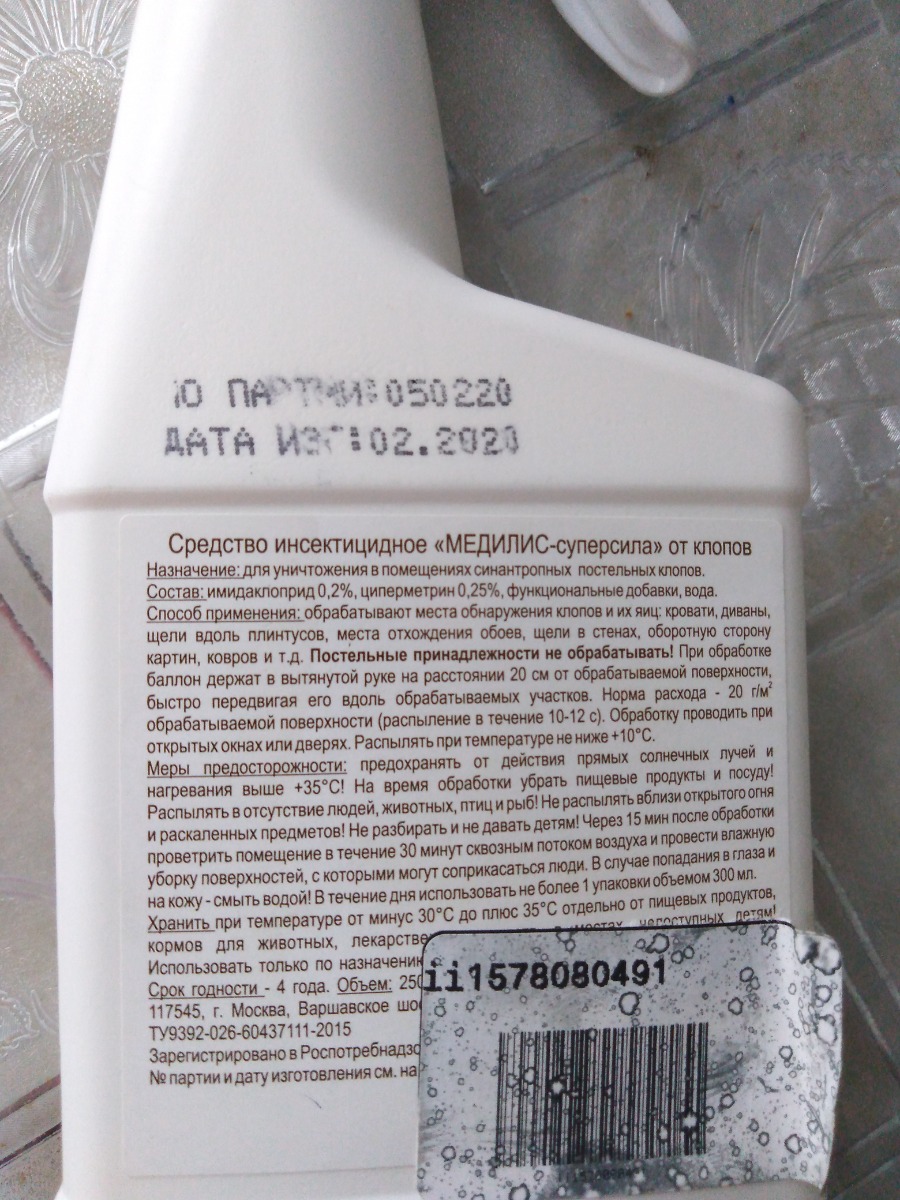 Ю ПАРТИИ:050220
ДАТА ИЗГ:02.2020
Средство инсектицидное «МЕДИЛИС-суперсила» от клопов
Назначение: для уничтожения в помещениях синантропных постельных клопов.
Состав: имидаклоприд 0,2%, циперметрин 0,25%, функциональные добавки, вода.
Способ применения: обрабатывают места обнаружения клопов и их яиц: кровати, диваны,
щели вдоль плинтусов, места отхождения обоев, щели в стенах, оборотную сторону
картин, ковров и т.д. Постельные принадлежности не обрабатывать! При обработке
баллон держат в вытянутой руке на расстоянии 20 см от обрабатываемой поверхности,
быстро передвигая его вдоль обрабатываемых участков. Норма расхода - 20 г/м²
обрабатываемой поверхности (распыление в течение 10-12 с). Обработку проводить при
открытых окнах или дверях. Распылять при температуре не ниже +10°С.
Меры предосторожности: предохранять от действия прямых солнечных лучей и
нагревания выше +35°С! На время обработки убрать пищевые продукты и посуду!
Распылять в отсутствие людей, животных, птиц и рыб! Не распылять вблизи открытого огня
и раскаленных предметов! Не разбирать и не давать детям! Через 15 мин после обработки
проветрить помещение в течение 30 минут сквозным потоком воздуха и провести влажную
уборку поверхностей, с которыми могут соприкасаться люди. В случае попадания в глаза и
на кожу - смыть водой! В течение дня использовать не более 1 упаковки объемом 300 мл.
Хранить при температуре от минус 30°С до плюс 35°С отдельно от пищевых продуктов,
кормов для животных, лекарстве местах, недоступных детям!
Использовать только по назначению
Срок годности - 4 года. Объем: 250
117545, г. Москва, Варшавское шос
ТУ9392-026-60437111-2015
Зарегистрировано в Роспотребнадзо
№ партии и дату изготовления см. на
ii1578080491